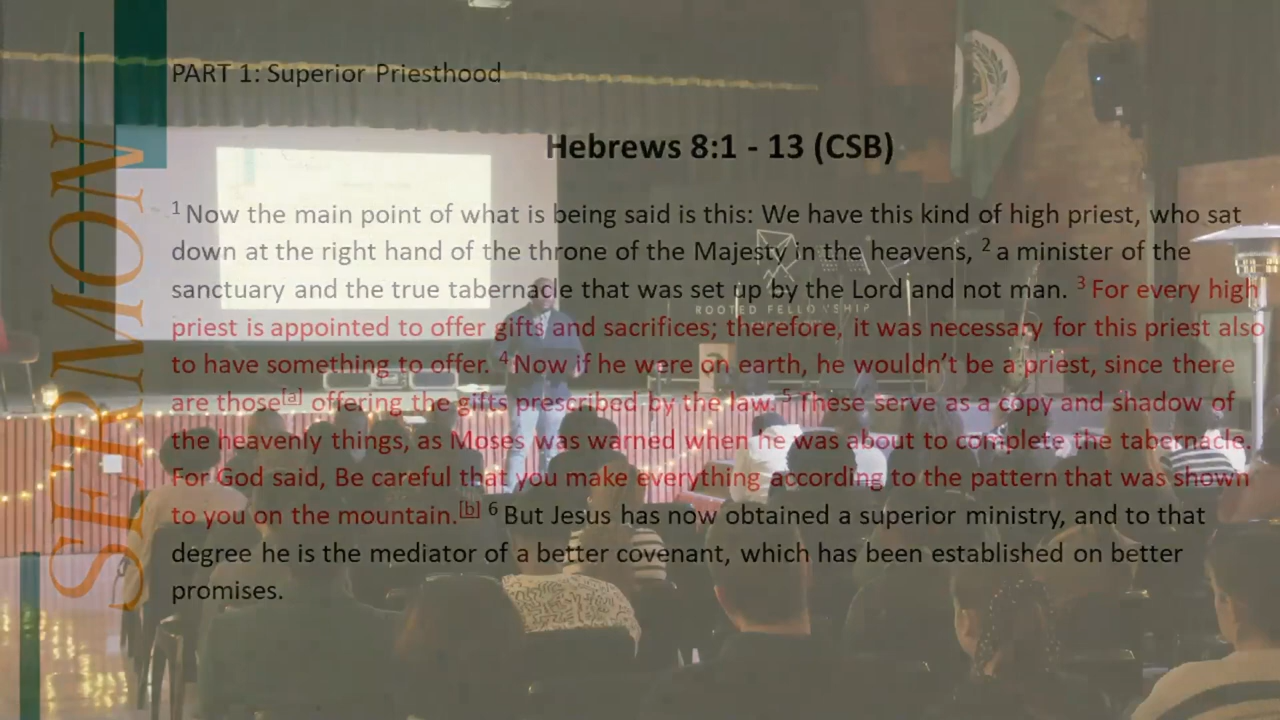 PART 1: Superior Priesthood
SERMON
Hebrews 8:1 - 13 (CSB)
1 Now the main point of what is being said is this: We have this kind of high priest, who sat
down at the right hand of the throne of the Majesty in the heavens, 2 a minister of the
sanctuary and the true tabernacle that was set up by the Lord and not man. 3 For every high
priest is appointed to offer gifts and sacrifices; therefore, it was necessary for this priest also
to have something to offer. 4 Now if he were on earth, he wouldn't be a priest, since there
are those[a] offering the gifts prescribed by the law. 5 These serve as a copy and shadow of
the heavenly things, as Moses was warned when he was about to complete the tabernacle.
For God said, Be careful that you make everything according to the pattern that was shown
to you on the mountain.[b] 6 But Jesus has now obtained a superior ministry, and to that
degree he is the mediator of a better covenant, which has been established on better
promises.
ROOTED FELLOWSHIP